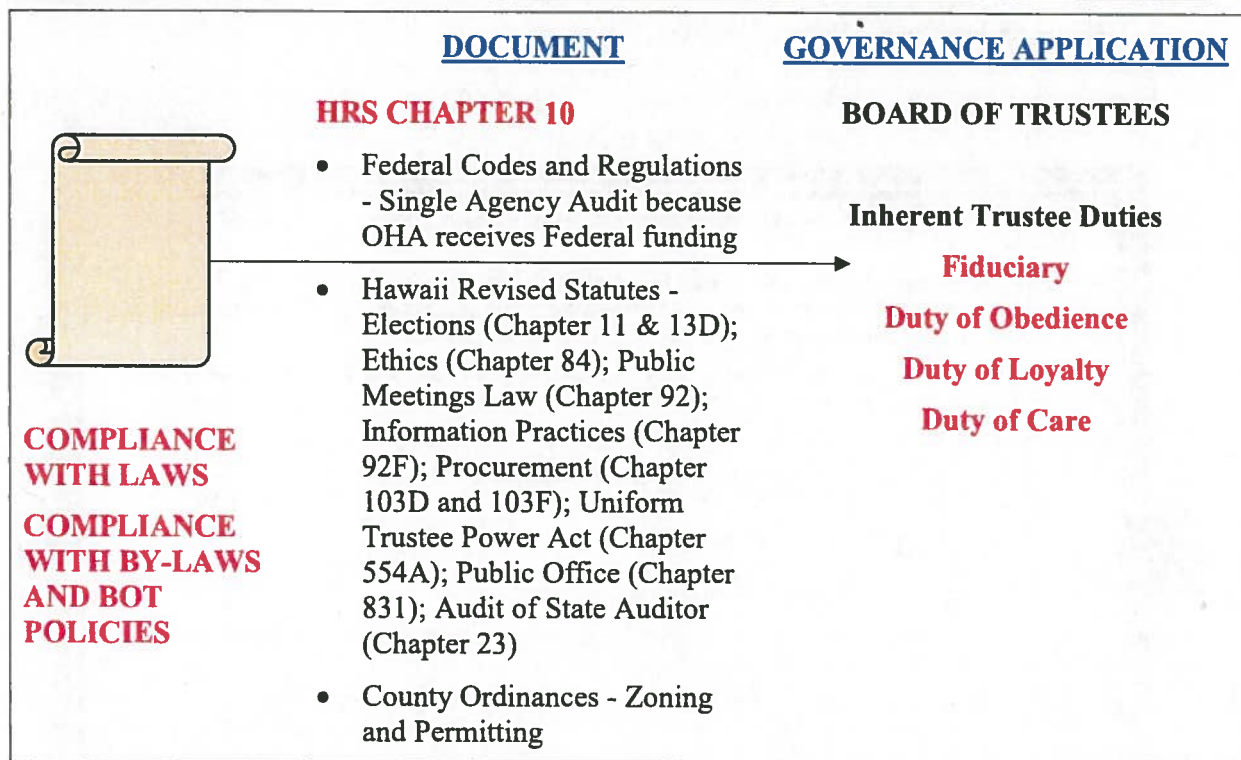 DOCUMENT
GOVERNANCE APPLICATION
HRS CHAPTER 10
• Federal Codes and Regulations
- Single Agency Audit because
OHA receives Federal funding
• Hawaii Revised Statutes -
Elections (Chapter 11 & 13D);
Ethics (Chapter 84); Public
Meetings Law (Chapter 92);
Information Practices (Chapter
92F); Procurement (Chapter
103D and 103F); Uniform
Trustee Power Act (Chapter
554A); Public Office (Chapter
831); Audit of State Auditor
(Chapter 23)
• County Ordinances - Zoning
and Permitting
COMPLIANCE
WITH LAWS
COMPLIANCE
WITH BY-LAWS
AND BOT
POLICIES
BOARD OF TRUSTEES
Inherent Trustee Duties
Fiduciary
Duty of Obedience
Duty of Loyalty
Duty of Care